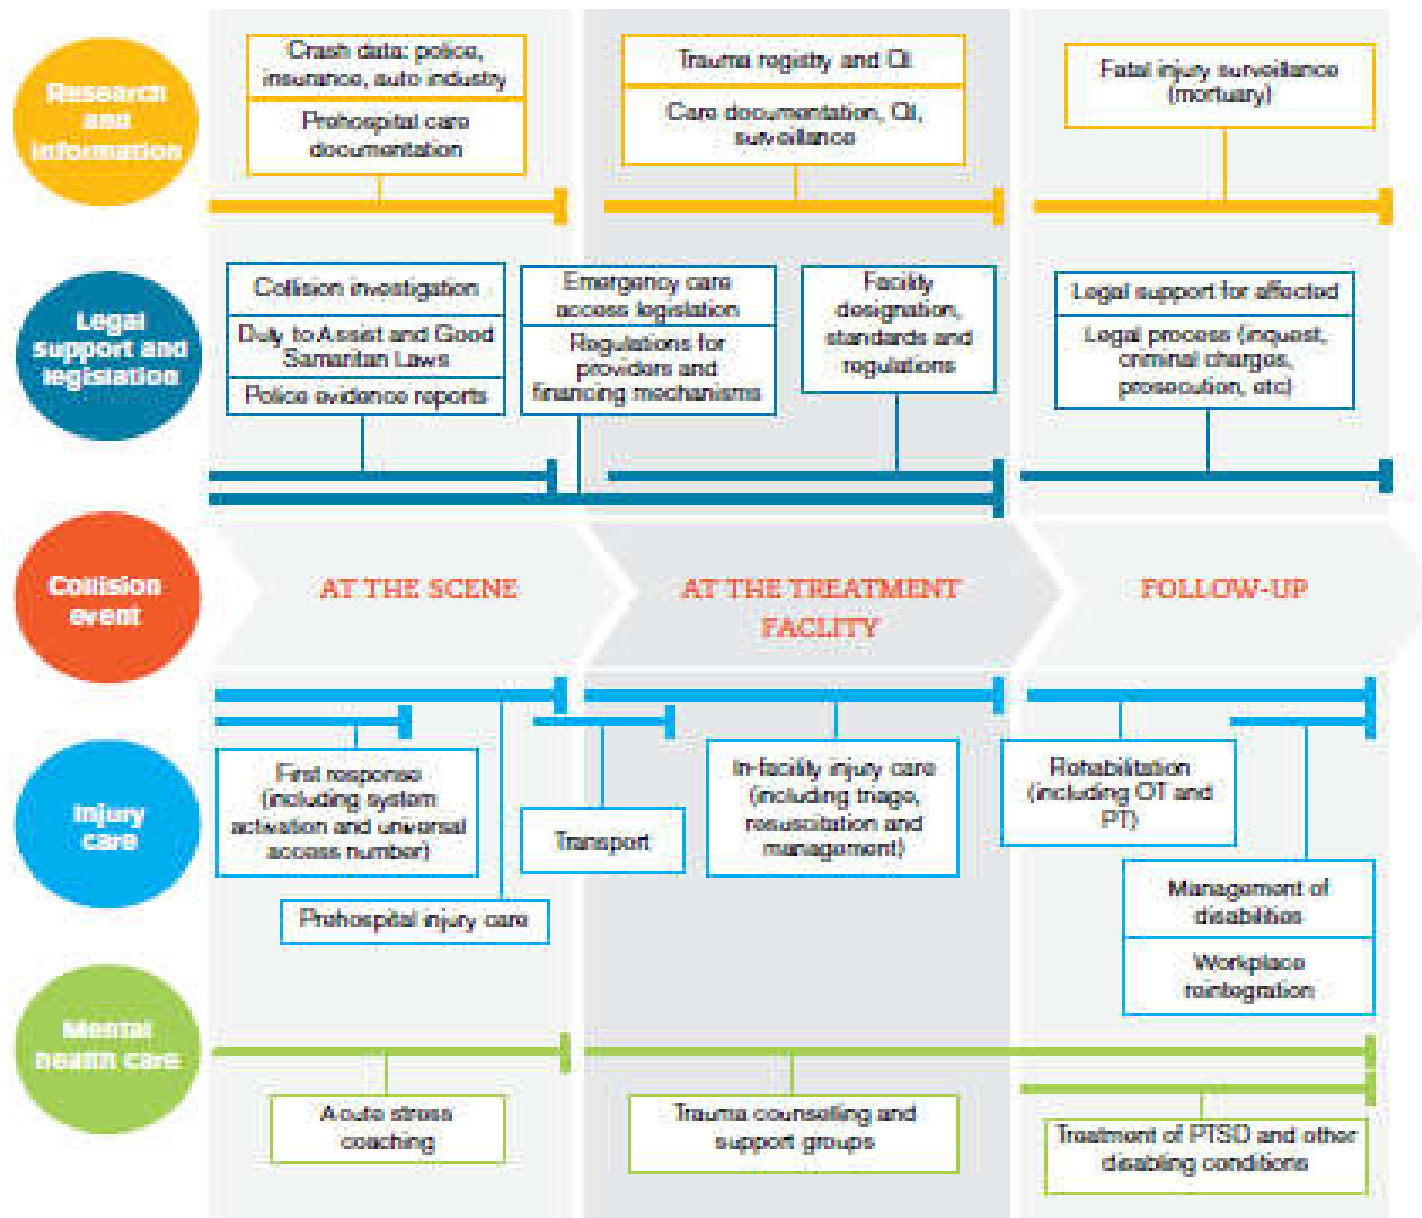 Research
and
information
Crash data: police,
insurance, auto industry
Prehospital care
documentation
Trauma registry and QI
Care documentation, QI,
surveillance
Fatal injury surveillance
(mortuary)
Legal
support and
legislation
Collision investigation
Duty to Assist and Good
Samaritan Laws
Police evidence reports
Emergency care
access legislation
Regulations for
providers and
financing mechanisms
Facility
designation,
standards and
regulations
Legal support for affected
Legal process (inquest,
criminal charges,
prosecution, etc)
Collision
event
AT THE SCENE
AT THE TREATMENT
FACLITY
FOLLOW-UP
Injury
care
First response
(including system
activation and universal
access number)
Prehospital injury care
Transport
In-facility injury care
(including triage,
resuscitation and
management)
Rehabilitation
(including OT and
PT)
Management of
disabilities
Workplace
reintegration
Mental
health care
Acute stress
coaching
Trauma counselling and
support groups
Treatment of PTSD and other
disabling conditions